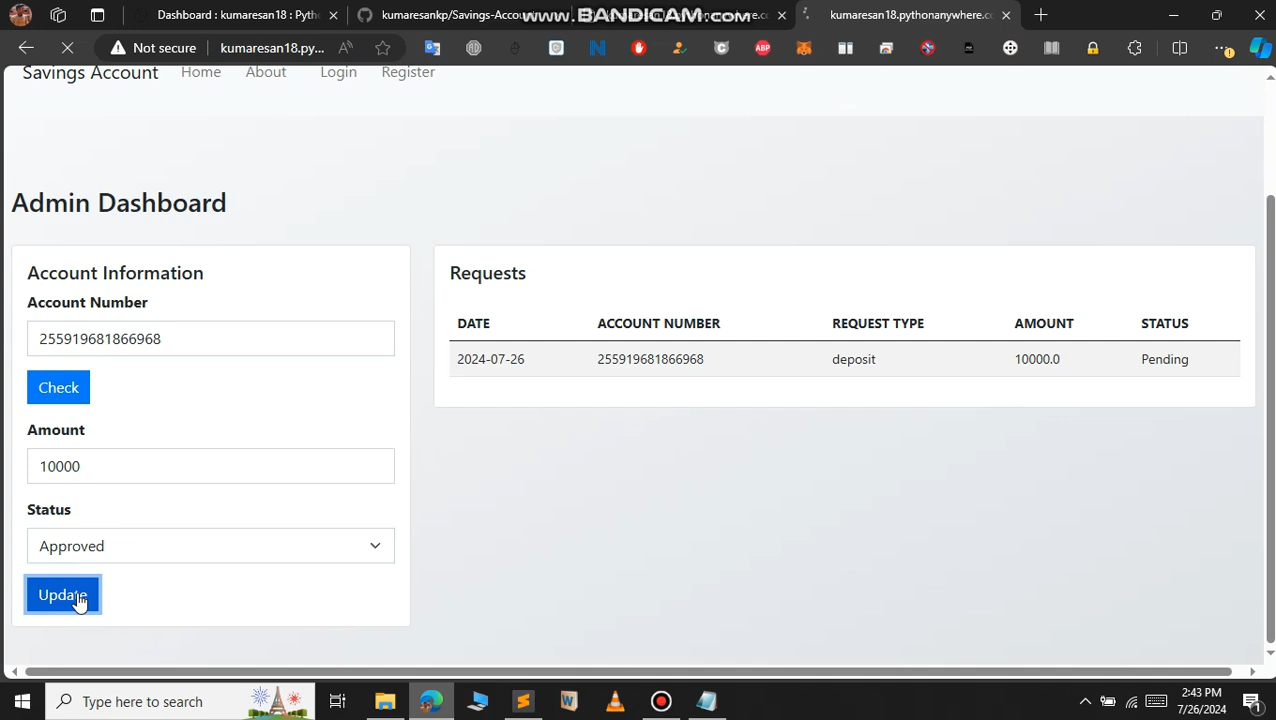 Dashboard : kumaresan18 : Pyth
kumaresankp/Savings-Accou
www.BANDICAM.com
kumaresan18.pythonanywhere.cc
Not secure
kumaresan18.py...
Savings Account
Home
About
Login
Register
Admin Dashboard
Account Information
Account Number
255919681866968
Check
Amount
10000
Status
Approved
Update
Requests
DATE
ACCOUNT NUMBER
REQUEST TYPE
AMOUNT
STATUS
2024-07-26
255919681866968
deposit
10000.0
Pending
Type here to search
2:43 PM
7/26/2024